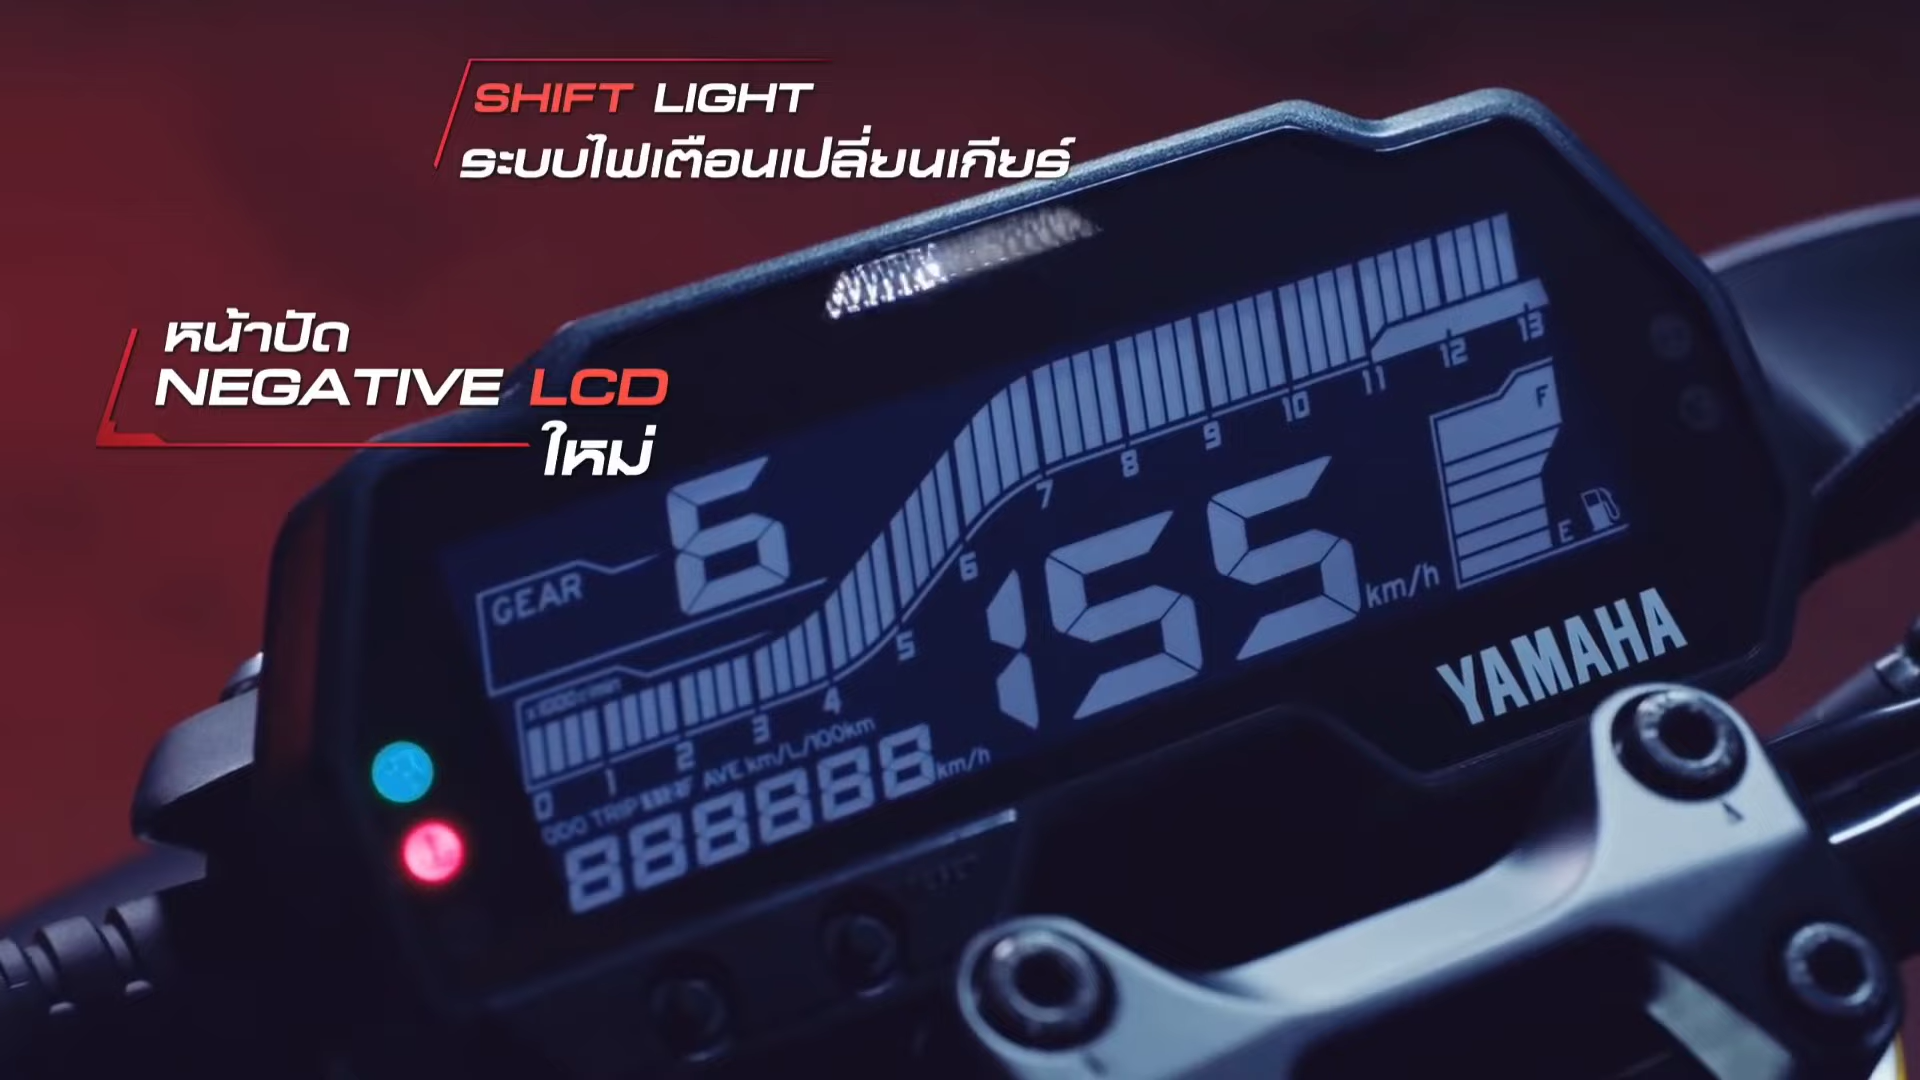 SHIFT LIGHT
ระบบไฟเตือนเปลี่ยนเกียร์
หน้าปัด
NEGATIVE LCD
ใหม่
GEAR 6
x1000r/min
0 1 2 3 4 5 6 7 8 9 10 11 12 13
F
E
155 km/h
ODO TRIP AVE km/L/100km
888888 km/h
YAMAHA